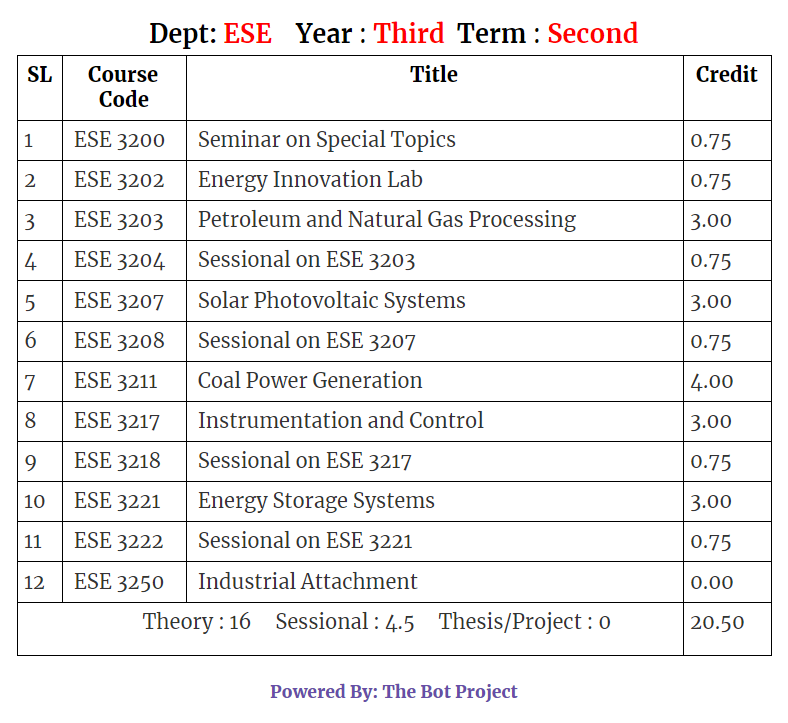 Dept: ESE Year : Third Term : Second
SL Course Code Title Credit
1 ESE 3200 Seminar on Special Topics 0.75
2 ESE 3202 Energy Innovation Lab 0.75
3 ESE 3203 Petroleum and Natural Gas Processing 3.00
4 ESE 3204 Sessional on ESE 3203 0.75
5 ESE 3207 Solar Photovoltaic Systems 3.00
6 ESE 3208 Sessional on ESE 3207 0.75
7 ESE 3211 Coal Power Generation 4.00
8 ESE 3217 Instrumentation and Control 3.00
9 ESE 3218 Sessional on ESE 3217 0.75
10 ESE 3221 Energy Storage Systems 3.00
11 ESE 3222 Sessional on ESE 3221 0.75
12 ESE 3250 Industrial Attachment 0.00
Theory : 16 Sessional : 4.5 Thesis/Project : 0 20.50
Powered By: The Bot Project